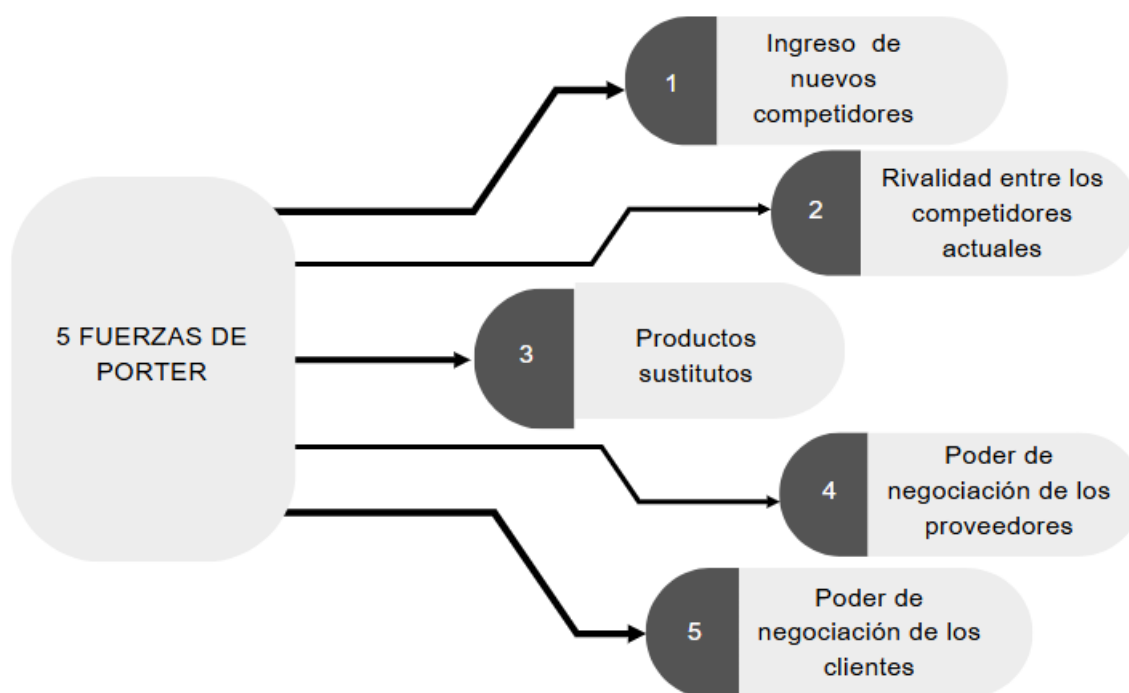 5 FUERZAS DE
PORTER
1
Ingreso de
nuevos
competidores
2
Rivalidad entre los
competidores
actuales
3
Productos
sustitutos
4
Poder de
negociación de los
proveedores
5
Poder de
negociación de los
clientes